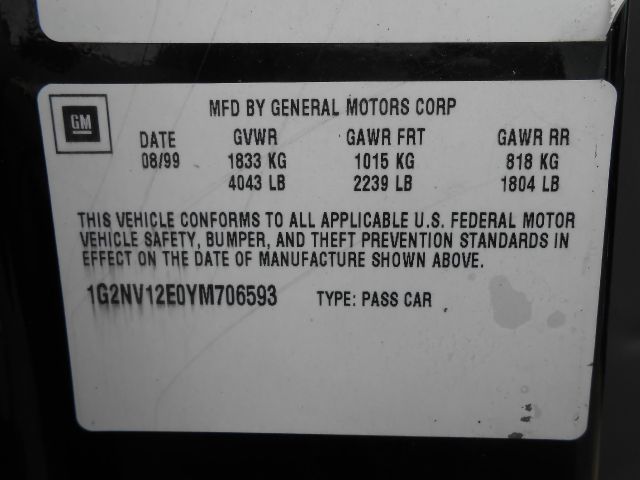 GM
MFD BY GENERAL MOTORS CORP
DATE GVWR GAWR FRT GAWR RR
08/99 1833 KG 1015 KG 818 KG
4043 LB 2239 LB 1804 LB
THIS VEHICLE CONFORMS TO ALL APPLICABLE U.S. FEDERAL MOTOR
VEHICLE SAFETY, BUMPER, AND THEFT PREVENTION STANDARDS IN
EFFECT ON THE DATE OF MANUFACTURE SHOWN ABOVE.
1G2NV12E0YM706593 TYPE: PASS CAR